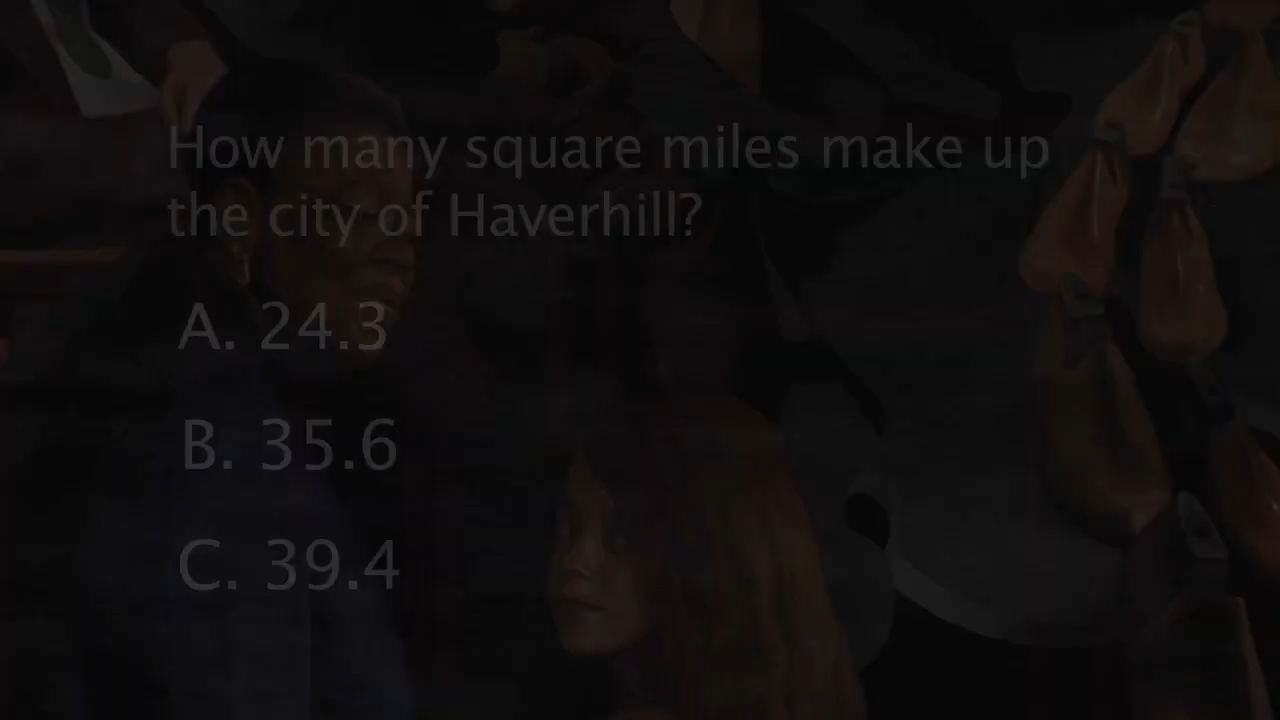 How many square miles make up
the city of Haverhill?
A. 24.3
B. 35.6
C. 39.4